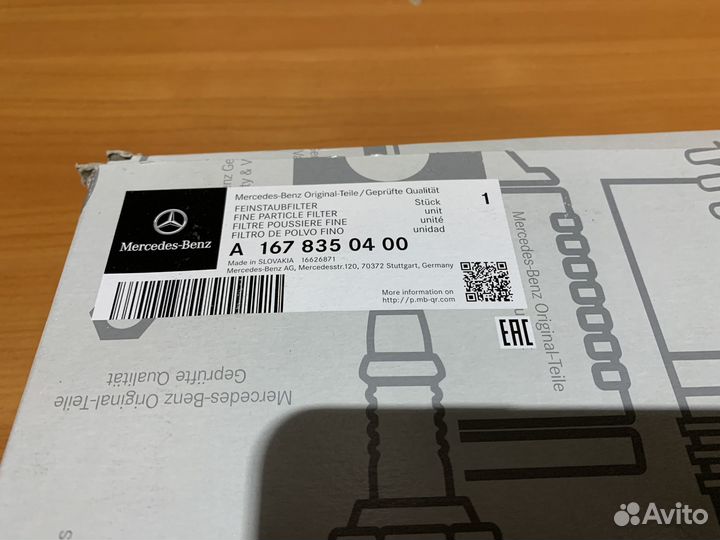 Mercedes-Benz Original-Teile/Geprüfte Qualität
FEINSTAUBFILTER Stück 1
FINE PARTICLE FILTER unit
FILTRE POUSSIERE FINE unité
FILTRO DE POLVO FINO unidad
Mercedes-Benz
A 167 835 04 00
Made in SLOVAKIA 16626871
Mercedes-Benz AG, Mercedesstr.120, 70372 Stuttgart, Germany
More information on
http://p.mb-qr.com
EAC
Mercedes-Benz
Original-Teile
Geprüfte Qualität
Mercedes-Benz Original-Teile
Avito